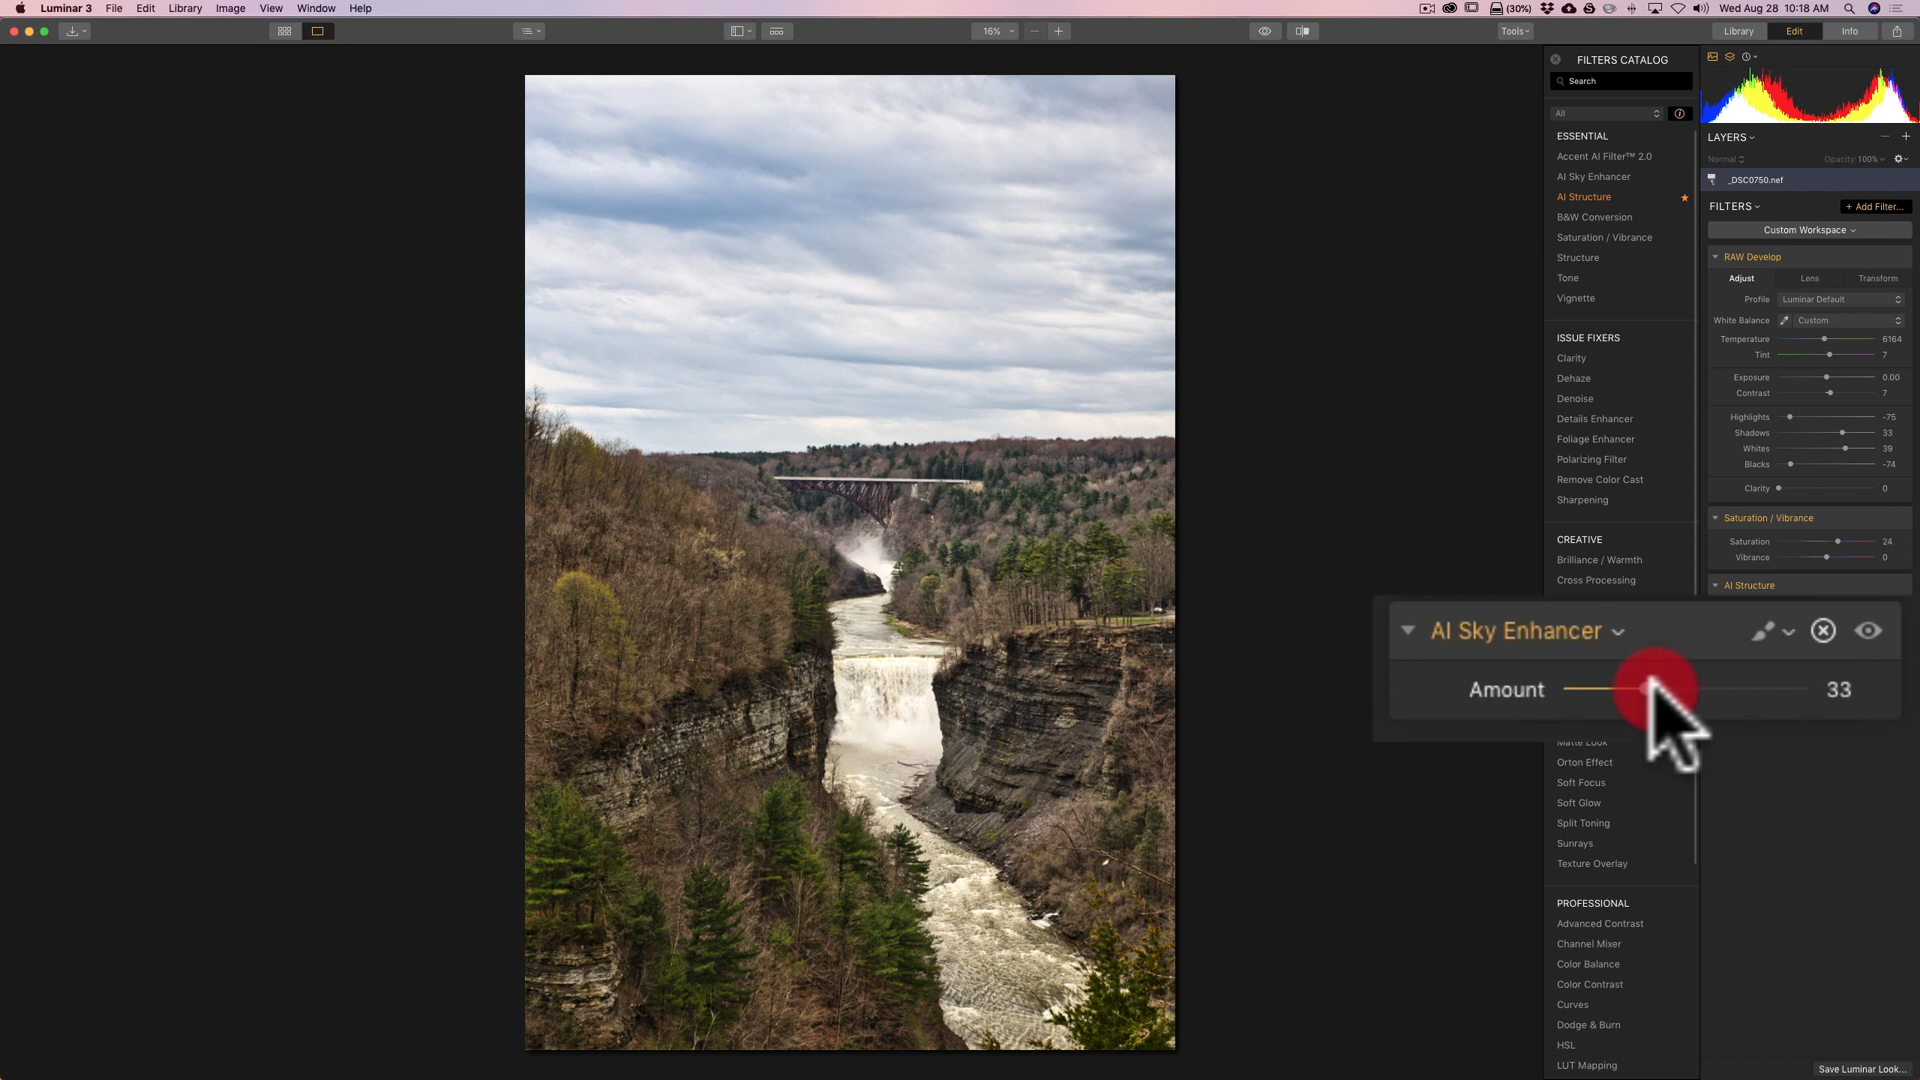 Luminar 3 File Edit Library Image View Window Help
(30%) Wed Aug 28 10:18 AM
16% Tools Library Edit Info
FILTERS CATALOG
Search
All
ESSENTIAL
Accent AI Filter™ 2.0
AI Sky Enhancer
AI Structure
B&W Conversion
Saturation / Vibrance
Structure
Tone
Vignette
ISSUE FIXERS
Clarity
Dehaze
Denoise
Details Enhancer
Foliage Enhancer
Polarizing Filter
Remove Color Cast
Sharpening
CREATIVE
Brilliance / Warmth
Cross Processing
Matte Look
Orton Effect
Soft Focus
Soft Glow
Split Toning
Sunrays
Texture Overlay
PROFESSIONAL
Advanced Contrast
Channel Mixer
Color Balance
Color Contrast
Curves
Dodge & Burn
HSL
LUT Mapping
LAYERS
Normal Opacity: 100%
_DSC0750.nef
FILTERS + Add Filter...
Custom Workspace
RAW Develop
Adjust Lens Transform
Profile Luminar Default
White Balance Custom
Temperature 6164
Tint 7
Exposure 0.00
Contrast 7
Highlights -75
Shadows 33
Whites 39
Blacks -74
Clarity 0
Saturation / Vibrance
Saturation 24
Vibrance 0
AI Structure
AI Sky Enhancer
Amount 33
Save Luminar Look...